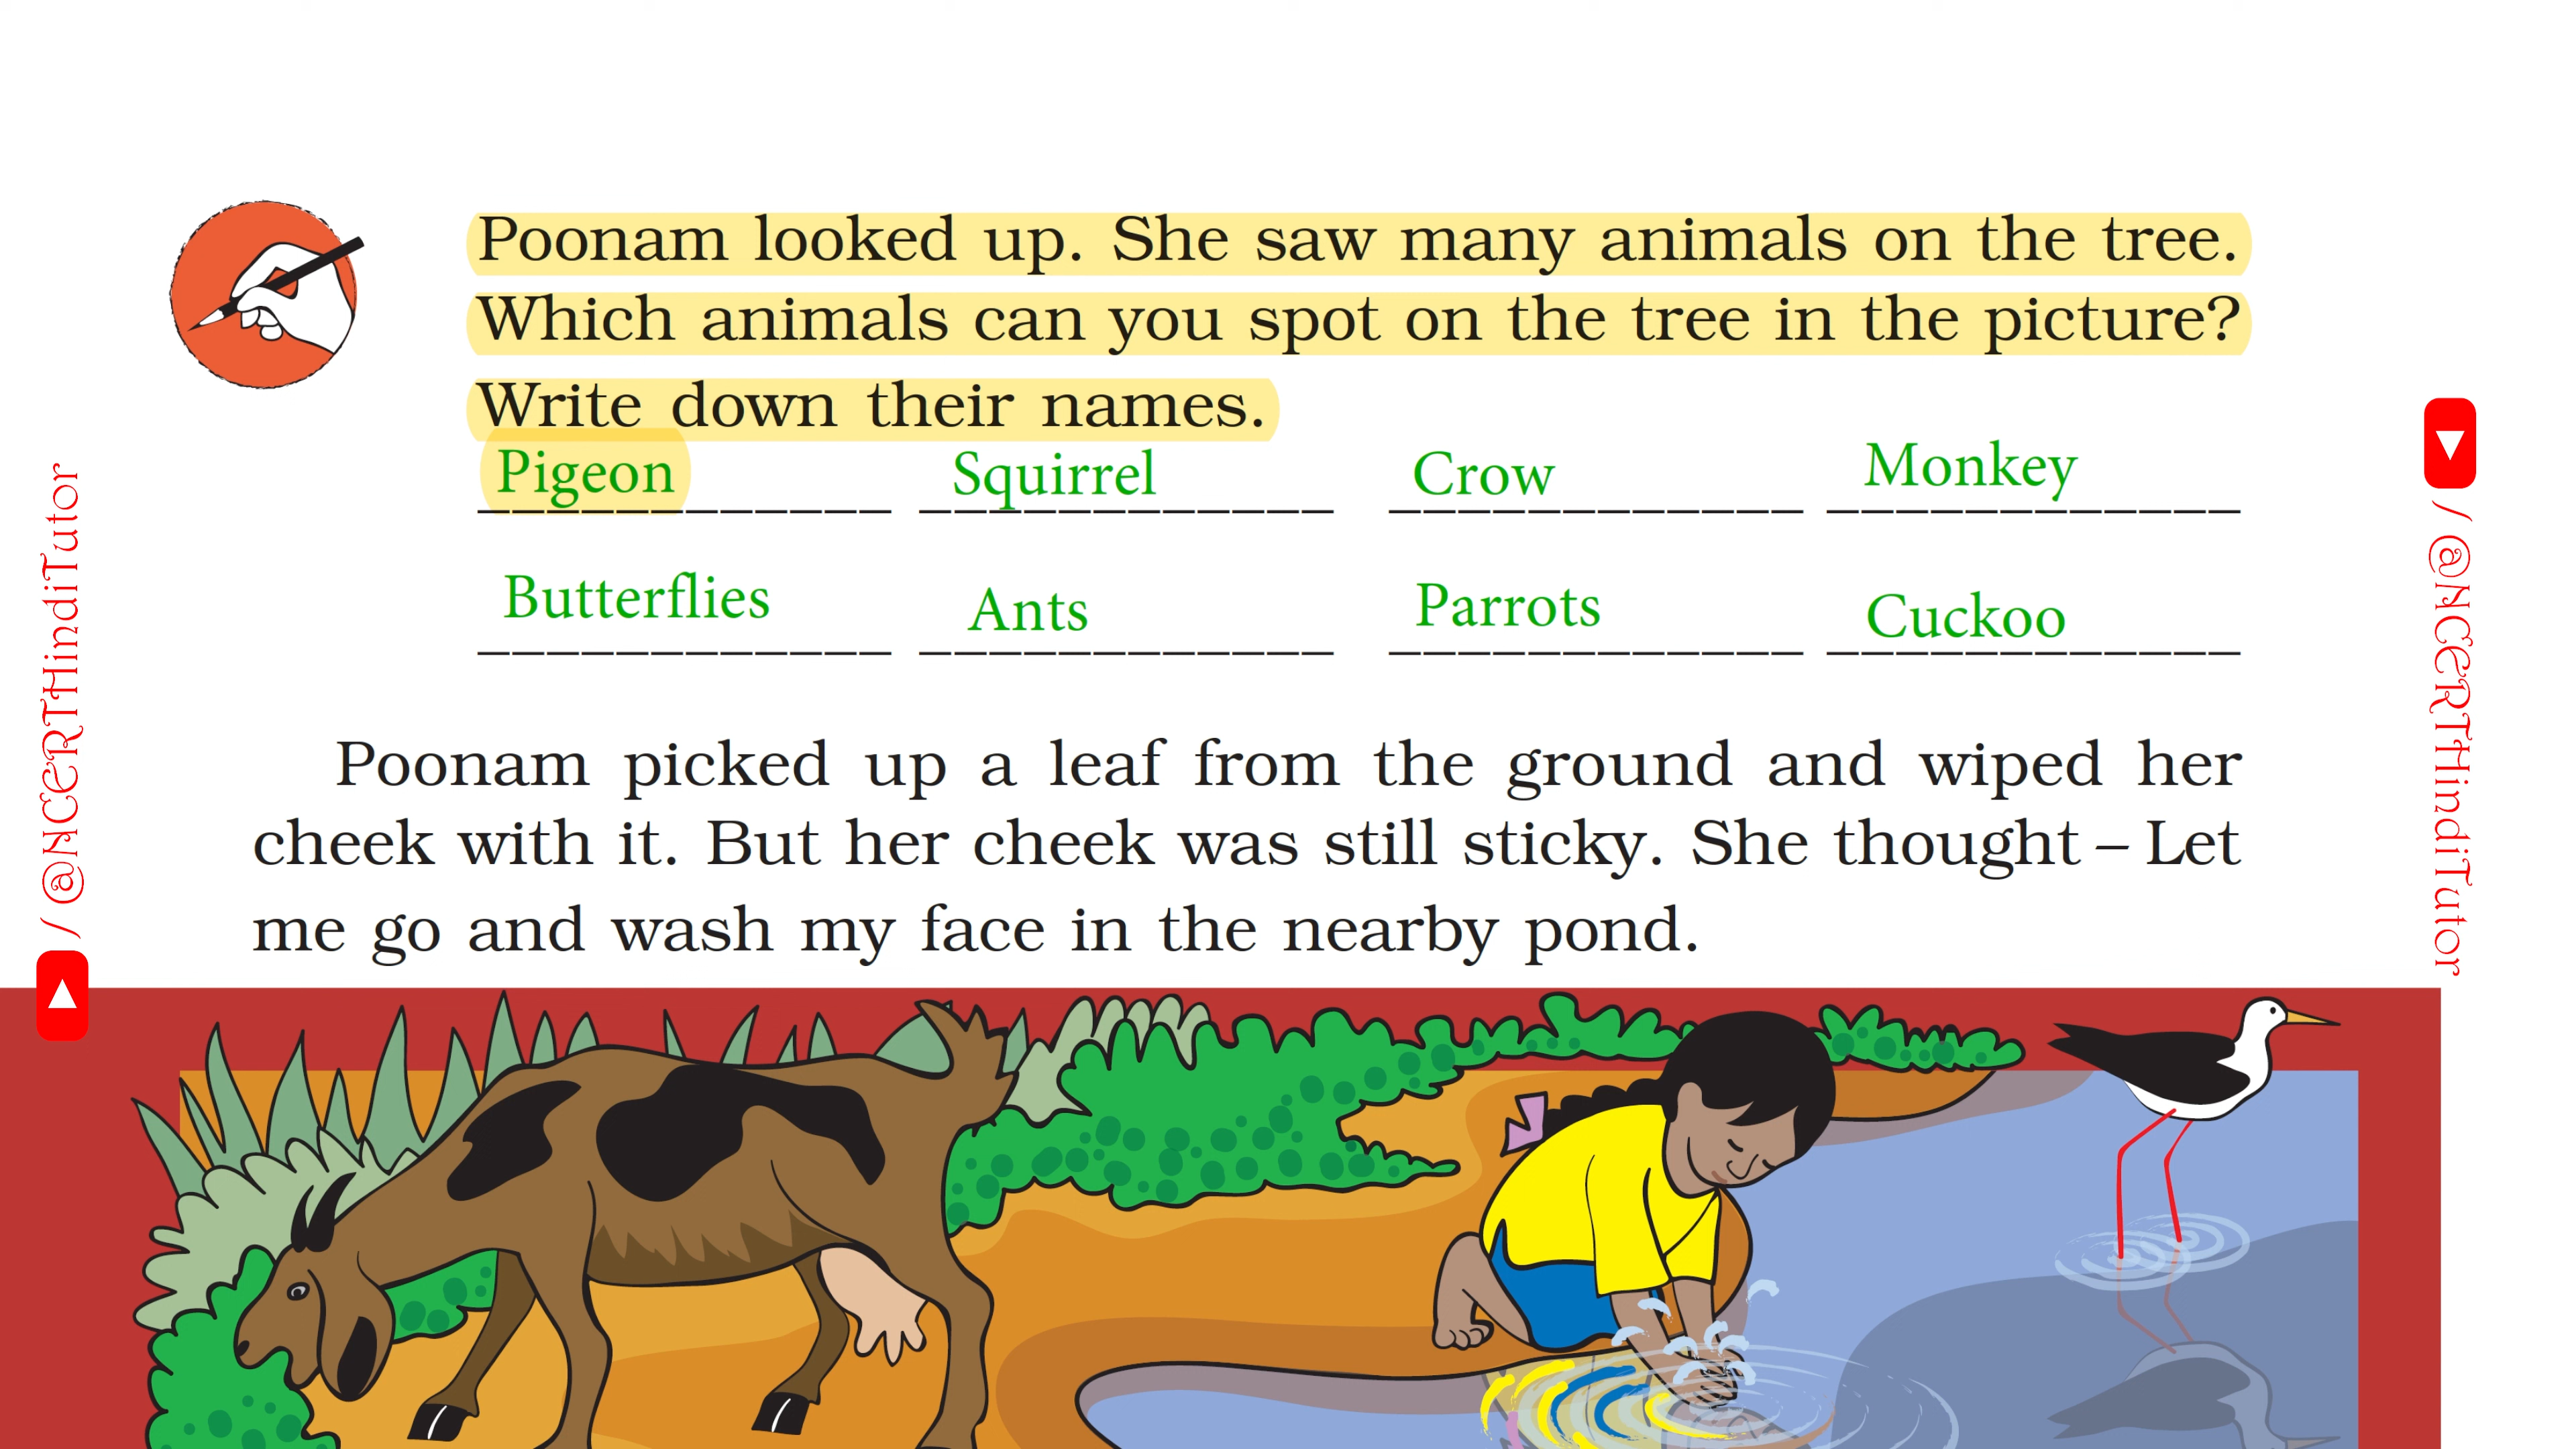 Poonam looked up. She saw many animals on the tree.
Which animals can you spot on the tree in the picture?
Write down their names.
Pigeon Squirrel Crow Monkey
Butterflies Ants Parrots Cuckoo
Poonam picked up a leaf from the ground and wiped her
cheek with it. But her cheek was still sticky. She thought – Let
me go and wash my face in the nearby pond.
/ @NCERTHindiTutor
/ @NCERTHindiTutor